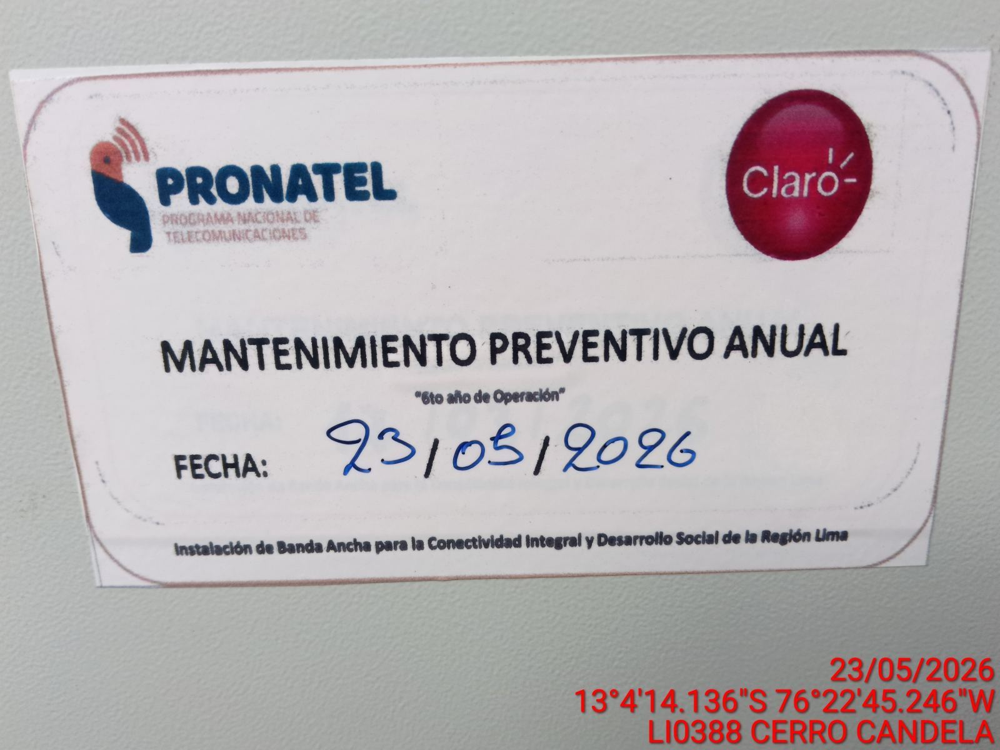 PRONATEL
PROGRAMA NACIONAL DE
TELECOMUNICACIONES
Claro
MANTENIMIENTO PREVENTIVO ANUAL
"6to año de Operación"
FECHA: 23/05/2026
Instalación de Banda Ancha para la Conectividad Integral y Desarrollo Social de la Región Lima
23/05/2026
13°4'14.136"S 76°22'45.246"W
LI0388 CERRO CANDELA